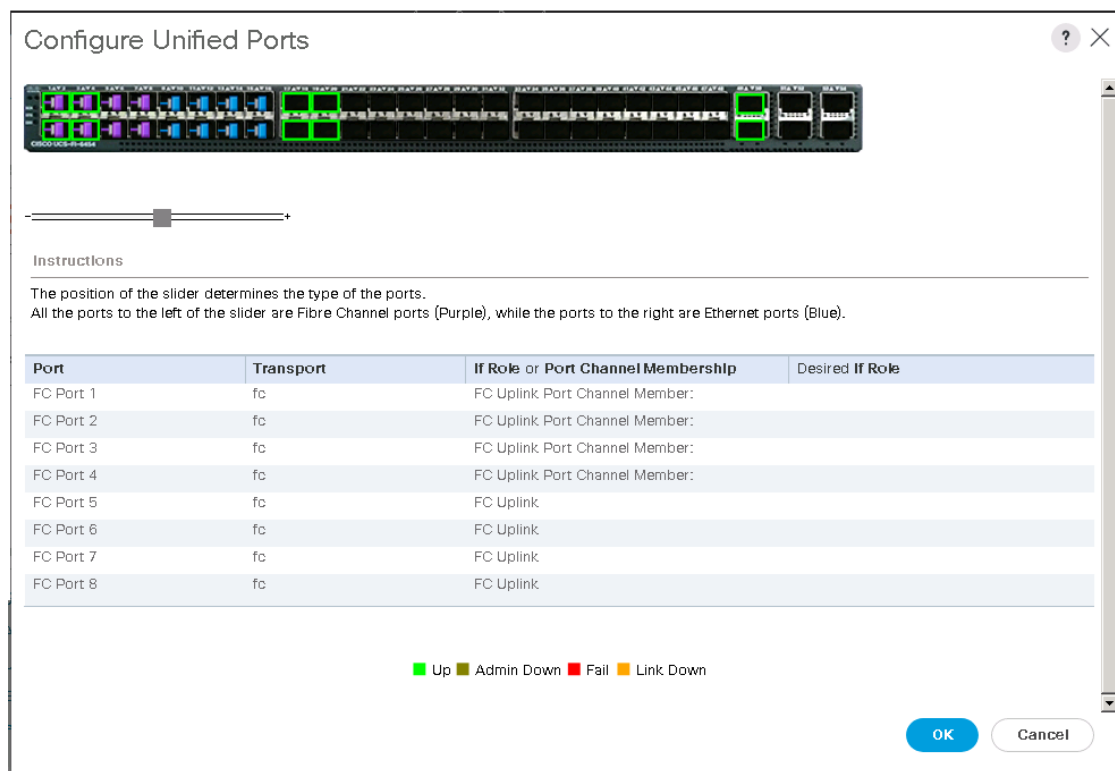 Configure Unified Ports
?
CISCO UCS-FI-6454
- +
Instructions
The position of the slider determines the type of the ports.
All the ports to the left of the slider are Fibre Channel ports (Purple), while the ports to the right are Ethernet ports (Blue).
Port Transport If Role or Port Channel Membership Desired If Role
FC Port 1 fc FC Uplink Port Channel Member:
FC Port 2 fc FC Uplink Port Channel Member:
FC Port 3 fc FC Uplink Port Channel Member:
FC Port 4 fc FC Uplink Port Channel Member:
FC Port 5 fc FC Uplink
FC Port 6 fc FC Uplink
FC Port 7 fc FC Uplink
FC Port 8 fc FC Uplink
Up Admin Down Fail Link Down
OK Cancel